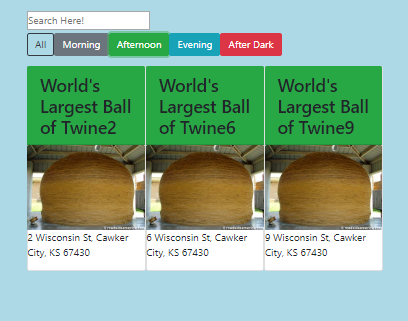 Search Here!
All Morning Afternoon Evening After Dark
World's World's World's
Largest Ball Largest Ball Largest Ball
of Twine2 of Twine6 of Twine9
2 Wisconsin St, Cawker 6 Wisconsin St, Cawker 9 Wisconsin St, Cawker
City, KS 67430 City, KS 67430 City, KS 67430